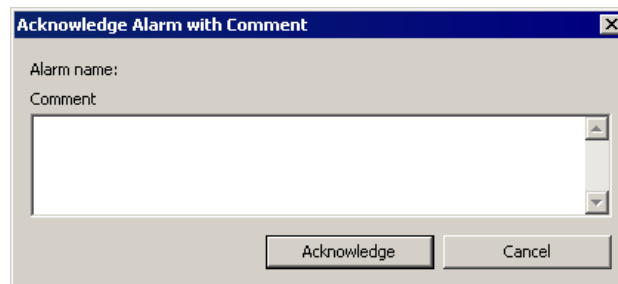 Acknowledge Alarm with Comment
Alarm name:
Comment
Acknowledge Cancel